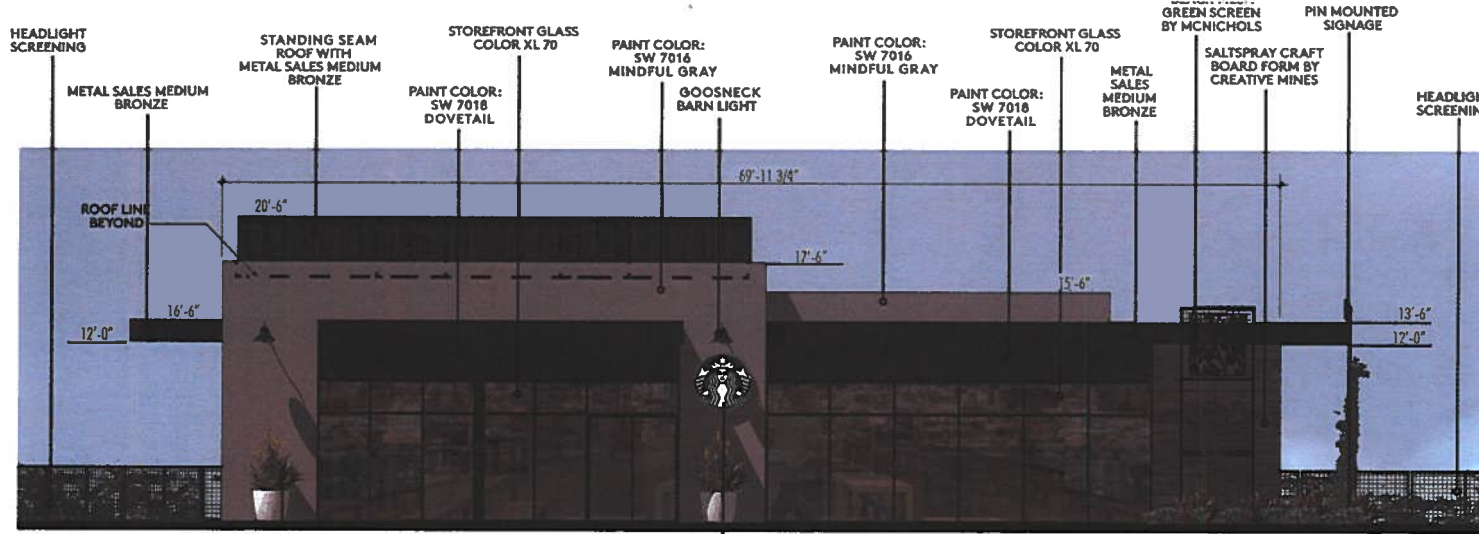 HEADLIGHT
SCREENING
METAL SALES MEDIUM
BRONZE
STANDING SEAM
ROOF WITH
METAL SALES MEDIUM
BRONZE
PAINT COLOR:
SW 7018
DOVETAIL
STOREFRONT GLASS
COLOR XL 70
PAINT COLOR:
SW 7016
MINDFUL GRAY
GOOSNECK
BARN LIGHT
PAINT COLOR:
SW 7016
MINDFUL GRAY
PAINT COLOR:
SW 7018
DOVETAIL
STOREFRONT GLASS
COLOR XL 70
METAL
SALES
MEDIUM
BRONZE
GREEN SCREEN
BY MCNICHOLS
SALTSPRAY CRAFT
BOARD FORM BY
CREATIVE MINES
PIN MOUNTED
SIGNAGE
HEADLIGH
SCREENIN
69'-11 3/4"
ROOF LINE
BEYOND
20'-6"
17'-6"
15'-6"
16'-6"
12'-0"
13'-6"
12'-0"